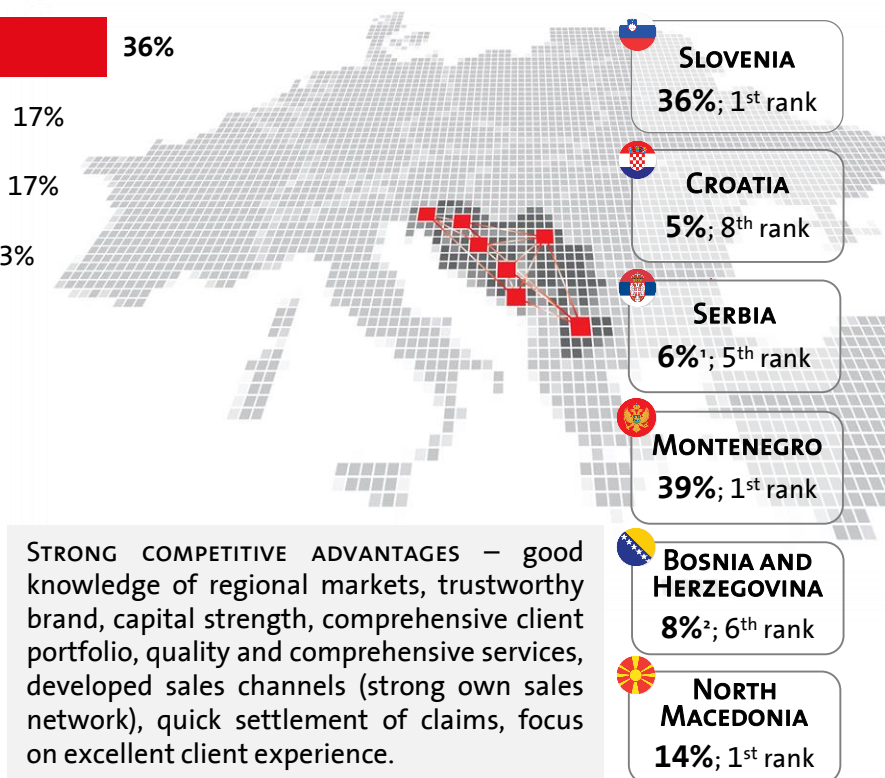 36%
17%
17%
3%
SLOVENIA
36%; 1st rank
CROATIA
5%; 8th rank
SERBIA
6%¹; 5th rank
MONTENEGRO
39%; 1st rank
BOSNIA AND
HERZEGOVINA
8%²; 6th rank
NORTH
MACEDONIA
14%; 1st rank
STRONG COMPETITIVE ADVANTAGES – good
knowledge of regional markets, trustworthy
brand, capital strength, comprehensive client
portfolio, quality and comprehensive services,
developed sales channels (strong own sales
network), quick settlement of claims, focus
on excellent client experience.